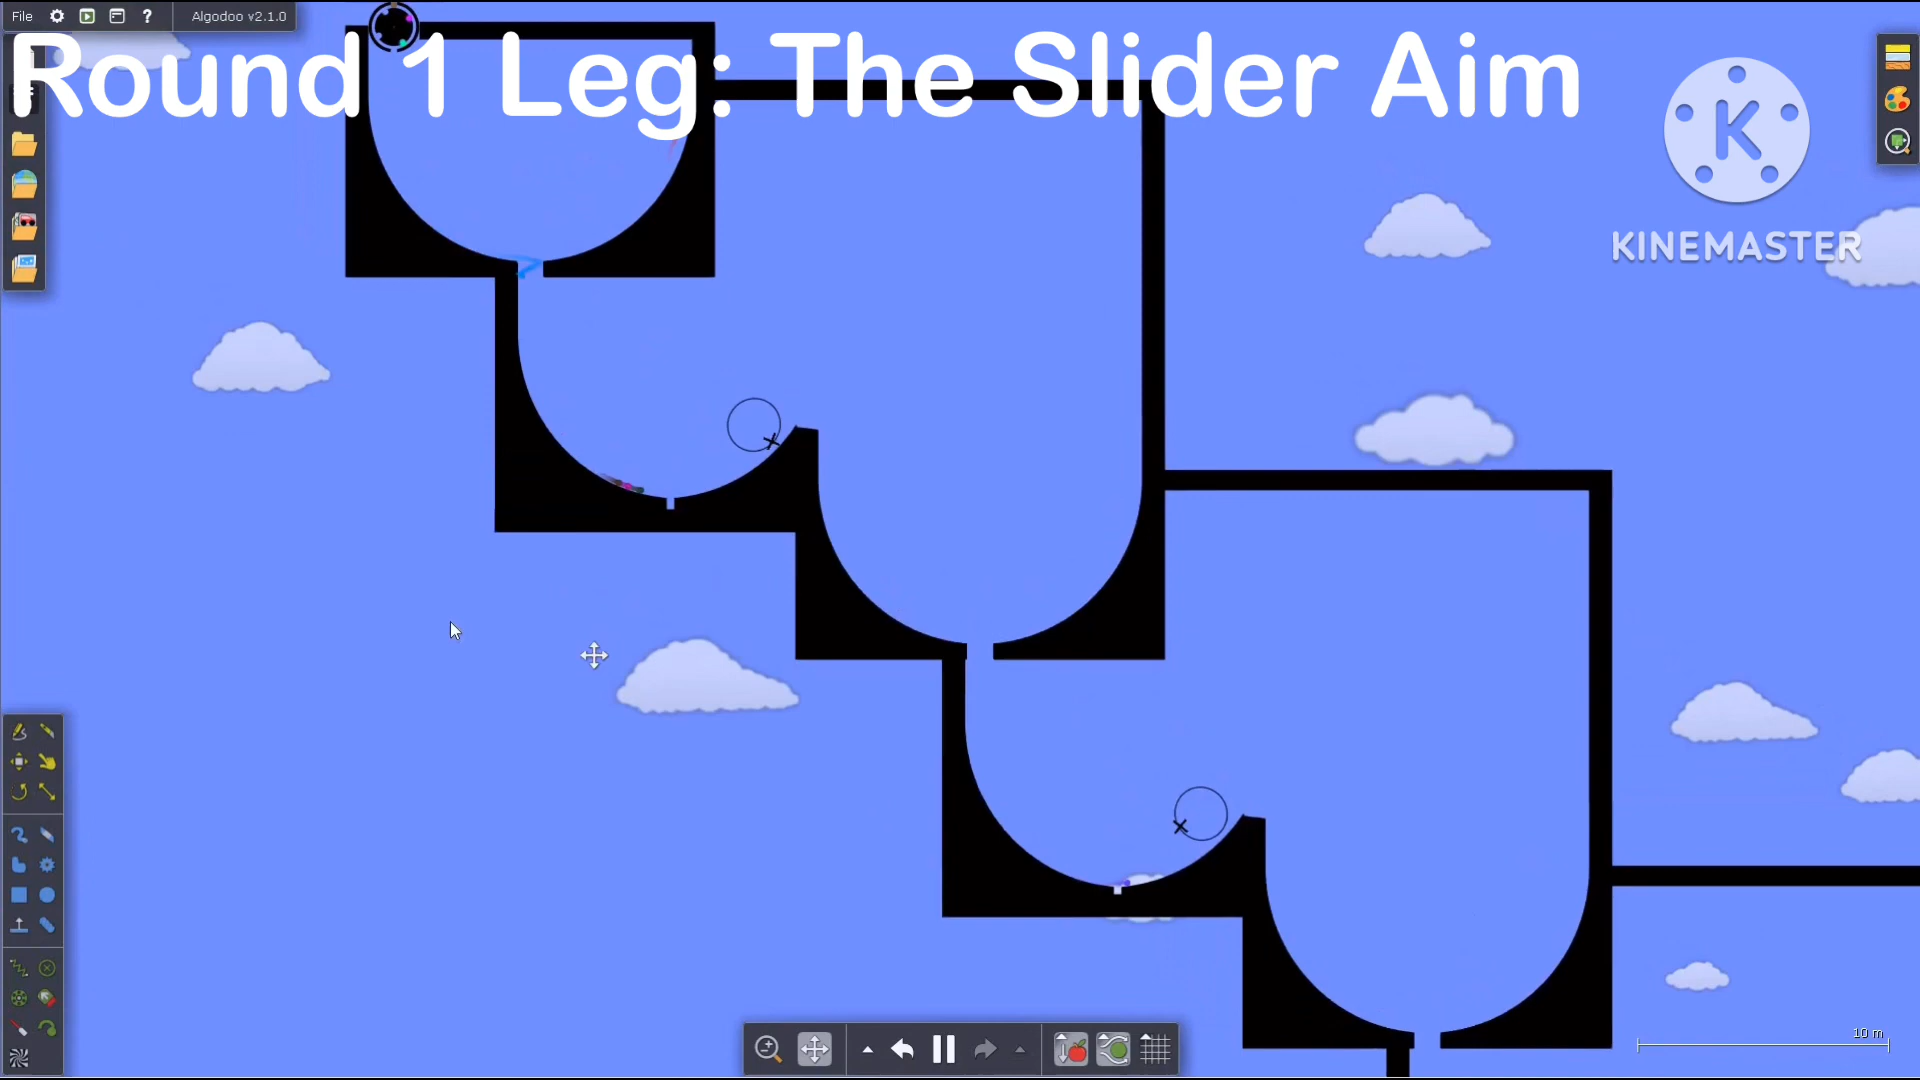 File ? Algodoo v2.1.0
Round 1 Leg: The Slider Aim
K
KINEMASTER
10 m